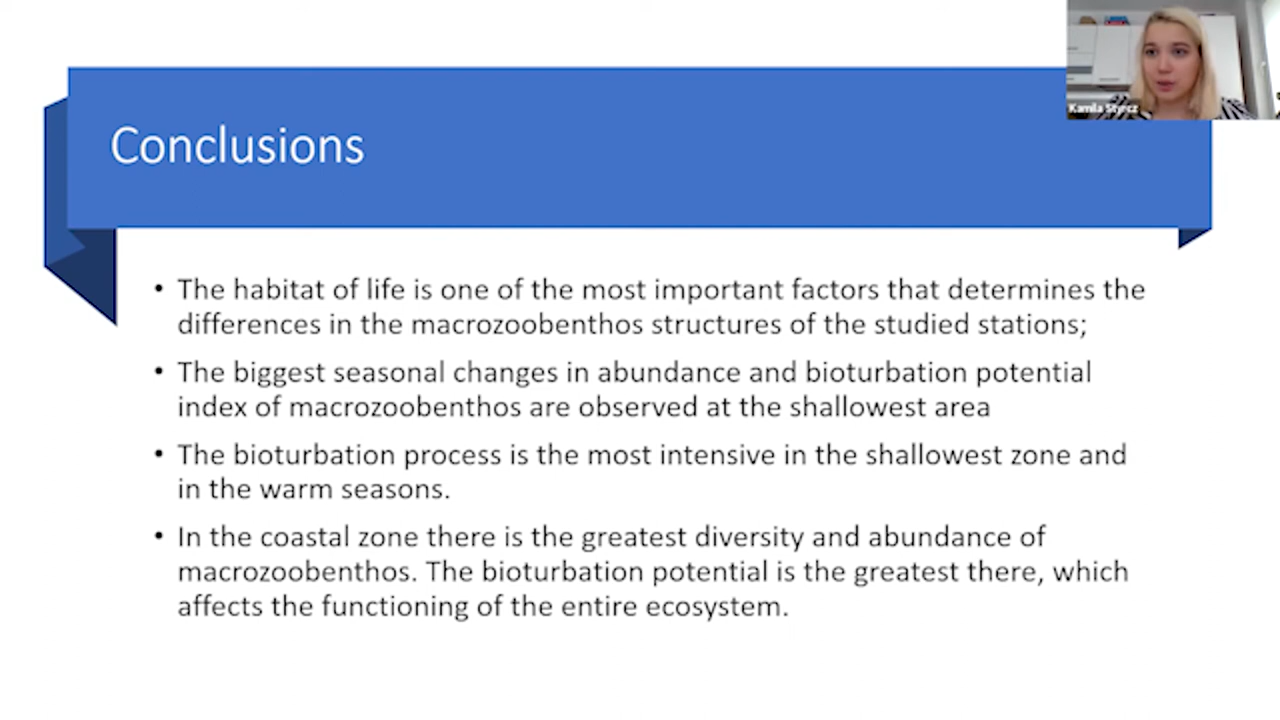 Kamila
Conclusions
• The habitat of life is one of the most important factors that determines the
differences in the macrozoobenthos structures of the studied stations;
• The biggest seasonal changes in abundance and bioturbation potential
index of macrozoobenthos are observed at the shallowest area
• The bioturbation process is the most intensive in the shallowest zone and
in the warm seasons.
• In the coastal zone there is the greatest diversity and abundance of
macrozoobenthos. The bioturbation potential is the greatest there, which
affects the functioning of the entire ecosystem.